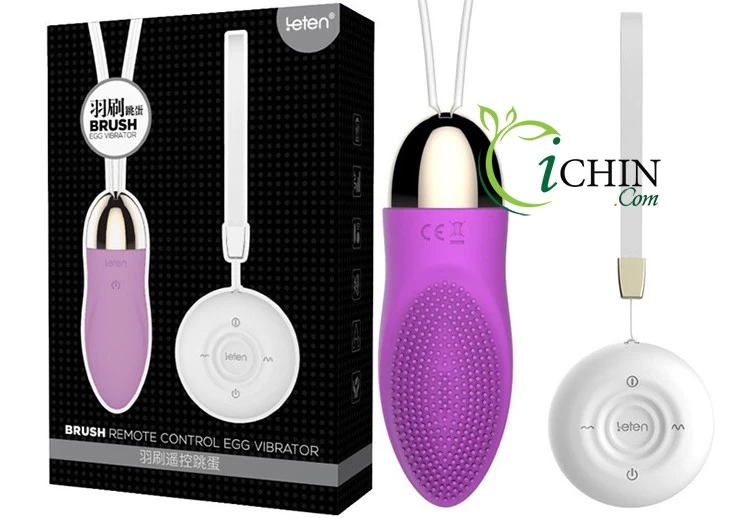 leten®
羽刷跳蛋
BRUSH
EGG VIBRATOR
leten
leten
BRUSH REMOTE CONTROL EGG VIBRATOR
羽刷遥控跳蛋
CE
iCHIN
.Com
leten